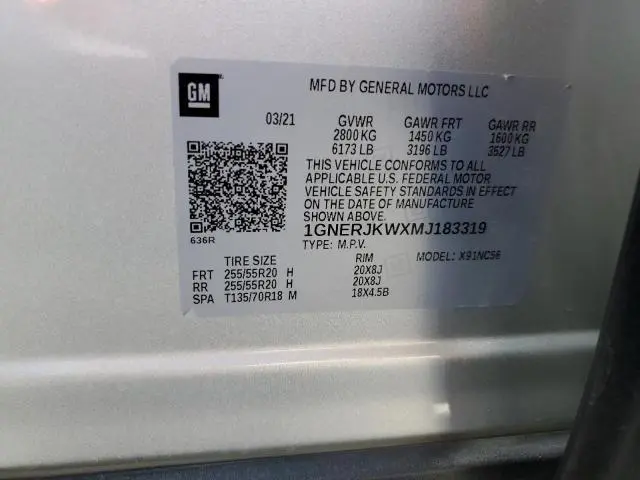 GM
MFD BY GENERAL MOTORS LLC
03/21 GVWR GAWR FRT GAWR RR
2800 KG 1450 KG 1600 KG
6173 LB 3196 LB 3527 LB
THIS VEHICLE CONFORMS TO ALL
APPLICABLE U.S. FEDERAL MOTOR
VEHICLE SAFETY STANDARDS IN EFFECT
ON THE DATE OF MANUFACTURE
SHOWN ABOVE.
1GNERJKWXMJ183319
636R
TYPE: M.P.V. MODEL: X91NC56
TIRE SIZE RIM
FRT 255/55R20 H 20X8J
RR 255/55R20 H 20X8J
SPA T135/70R18 M 18X4.5B